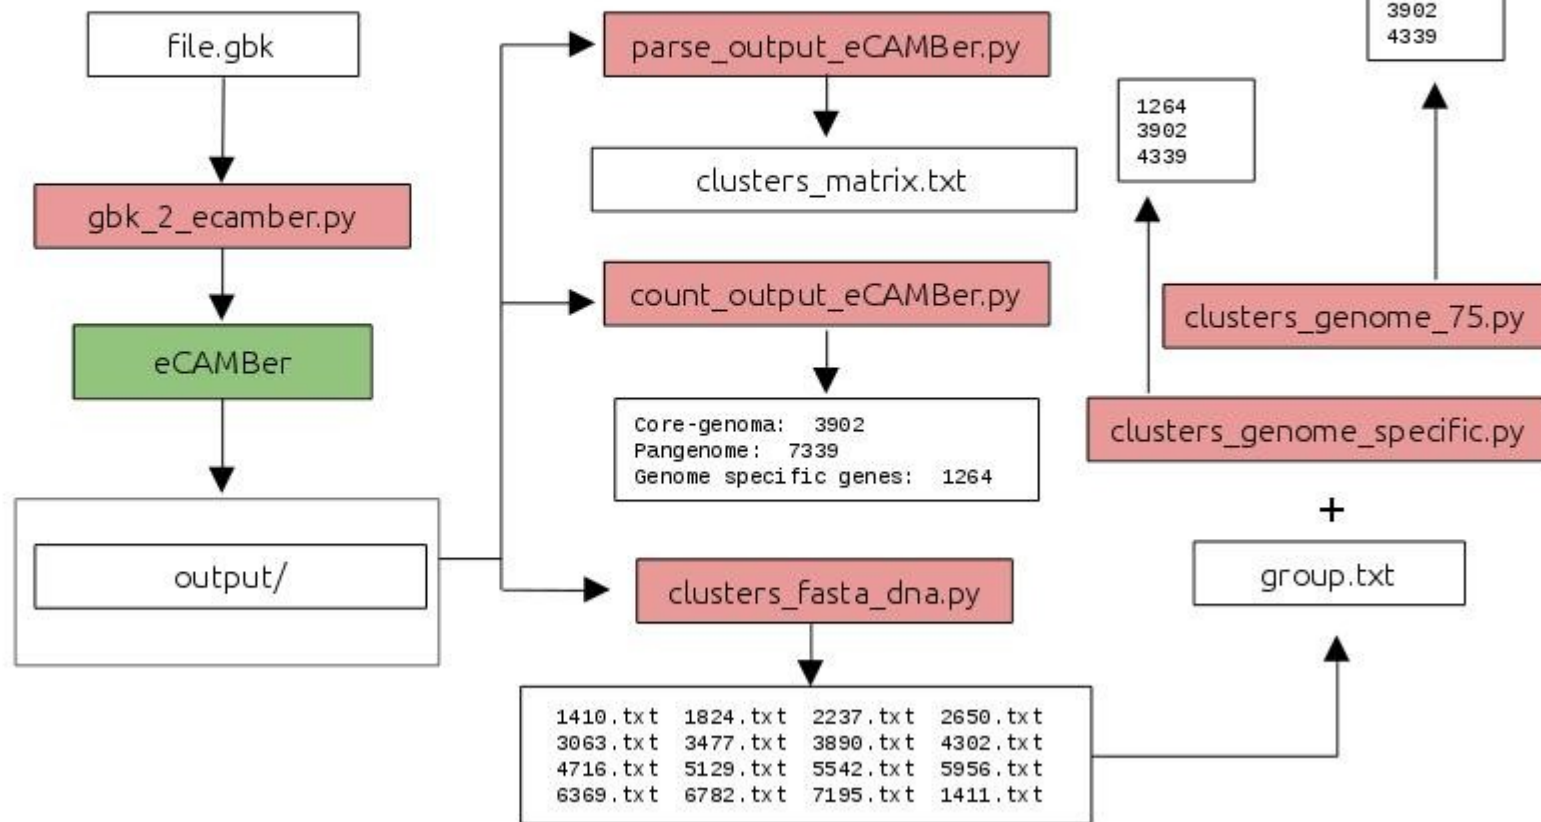 file.gbk
gbk_2_ecamber.py
eCAMBer
output/
parse_output_eCAMBer.py
clusters_matrix.txt
count_output_eCAMBer.py
Core-genoma:  3902
Pangenome:  7339
Genome specific genes:  1264
clusters_fasta_dna.py
1410.txt  1824.txt  2237.txt  2650.txt
3063.txt  3477.txt  3890.txt  4302.txt
4716.txt  5129.txt  5542.txt  5956.txt
6369.txt  6782.txt  7195.txt  1411.txt
3902
4339
1264
3902
4339
clusters_genome_75.py
clusters_genome_specific.py
+
group.txt